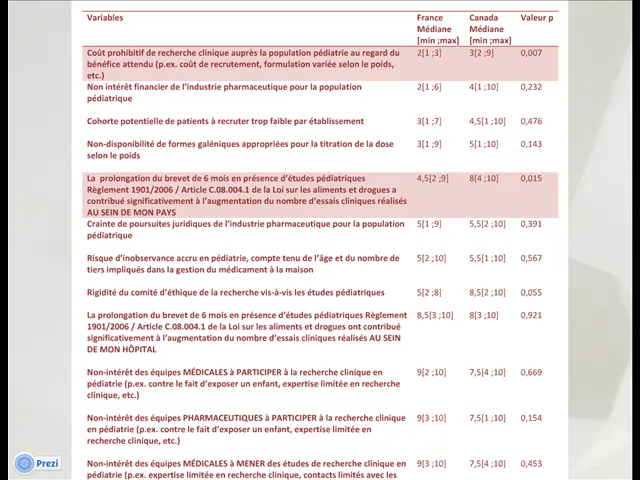 Variables France Canada Valeur p
Médiane Médiane
[min ;max] [min ;max]
Coût prohibitif de recherche clinique auprès la population pédiatrie au regard du 2[1 ;3] 3[2 ;9] 0,007
bénéfice attendu (p.ex. coût de recrutement, formulation variée selon le poids,
etc.)
Non intérêt financier de l'industrie pharmaceutique pour la population 2[1 ;6] 4[1 ;10] 0,232
pédiatrique
Cohorte potentielle de patients à recruter trop faible par établissement 3[1 ;7] 4,5[1 ;10] 0,476
Non-disponibilité de formes galéniques appropriées pour la titration de la dose 3[1 ;9] 5[1 ;10] 0,143
selon le poids
La prolongation du brevet de 6 mois en présence d'études pédiatriques 4,5[2 ;9] 8[4 ;10] 0,015
Règlement 1901/2006 / Article C.08.004.1 de la Loi sur les aliments et drogues a
contribué significativement à l'augmentation du nombre d'essais cliniques réalisés
AU SEIN DE MON PAYS
Crainte de poursuites juridiques de l'industrie pharmaceutique pour la population 5[1 ;9] 5,5[2 ;10] 0,391
pédiatrique
Risque d'inobservance accru en pédiatrie, compte tenu de l'âge et du nombre de 5[2 ;10] 5,5[1 ;10] 0,567
tiers impliqués dans la gestion du médicament à la maison
Rigidité du comité d'éthique de la recherche vis-à-vis les études pédiatriques 5[2 ;8] 8,5[2 ;10] 0,055
La prolongation du brevet de 6 mois en présence d'études pédiatriques Règlement 8,5[3 ;10] 8[3 ;10] 0,921
1901/2006 / Article C.08.004.1 de la Loi sur les aliments et drogues ont contribué
significativement à l'augmentation du nombre d'essais cliniques réalisés AU SEIN
DE MON HÔPITAL
Non-intérêt des équipes MÉDICALES à PARTICIPER à la recherche clinique en 9[2 ;10] 7,5[4 ;10] 0,669
pédiatrie (p.ex. contre le fait d'exposer un enfant, expertise limitée en recherche
clinique, etc.)
Non-intérêt des équipes PHARMACEUTIQUES à PARTICIPER à la recherche clinique 9[3 ;10] 7,5[1 ;10] 0,154
en pédiatrie (p.ex. contre le fait d'exposer un enfant, expertise limitée en
recherche clinique, etc.)
Non-intérêt des équipes MÉDICALES à MENER des études de recherche clinique en 9[3 ;10] 7,5[4 ;10] 0,453
pédiatrie (p.ex. expertise limitée en recherche clinique, contacts limités avec les
Prezi